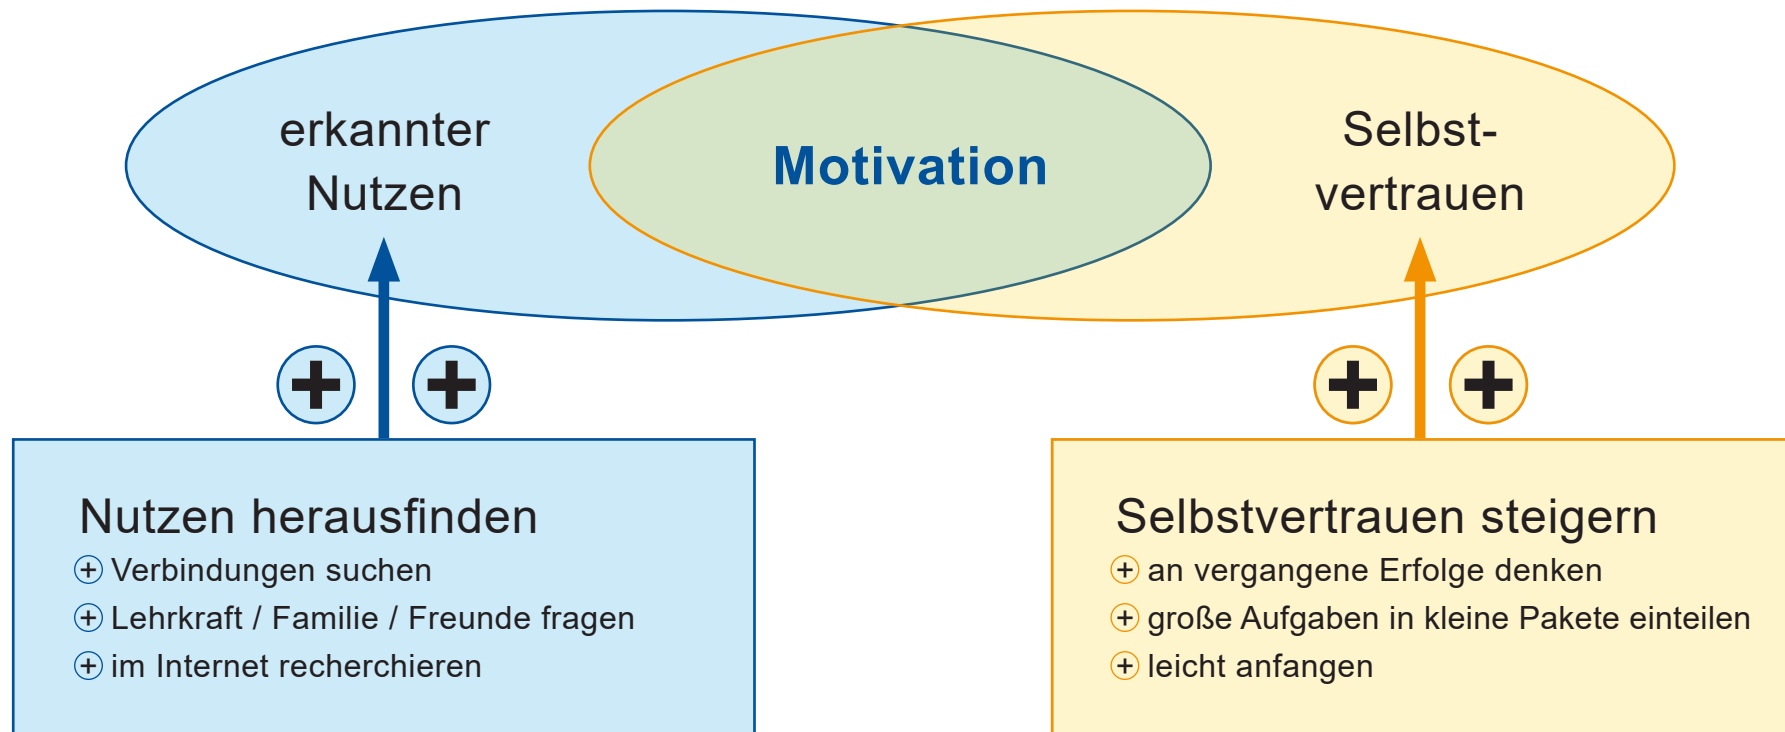 erkannter
Nutzen
Motivation
Selbst-
vertrauen
Nutzen herausfinden
Verbindungen suchen
Lehrkraft / Familie / Freunde fragen
im Internet recherchieren
Selbstvertrauen steigern
an vergangene Erfolge denken
große Aufgaben in kleine Pakete einteilen
leicht anfangen